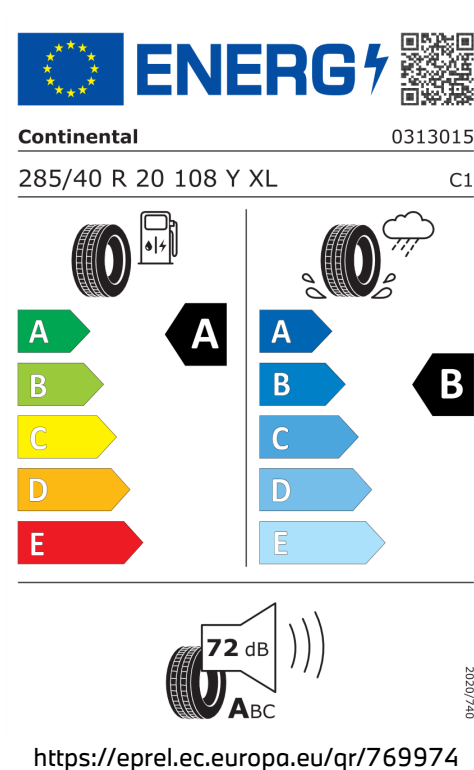 ENERG
Continental 0313015
285/40 R 20 108 Y XL C1
A A A
B B B
C C
D D
E E
72 dB
ABC
2020/740
https://eprel.ec.europa.eu/qr/769974